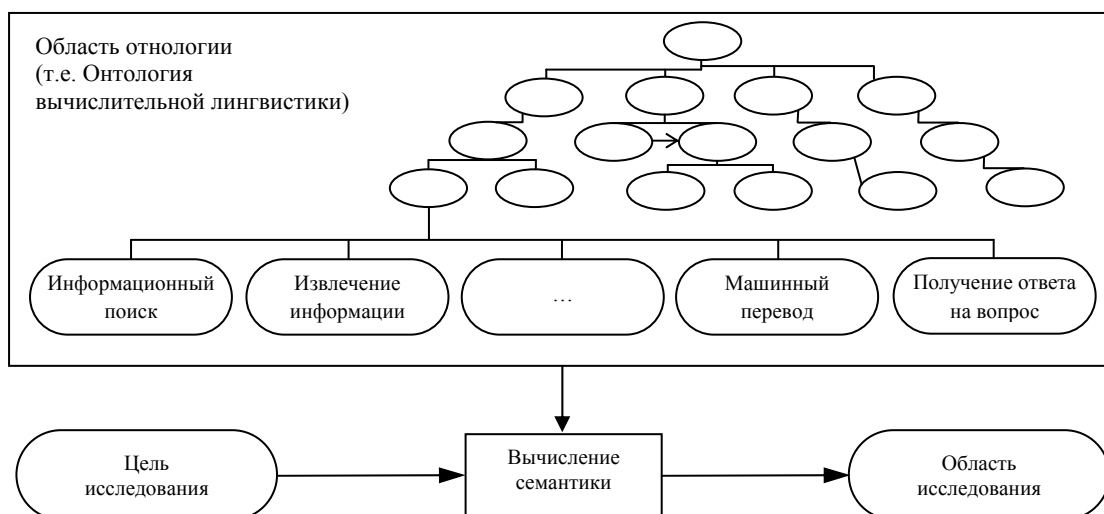 Область отнологии
(т.е. Онтология
вычислительной лингвистики)
Информационный
поиск
Извлечение
информации
…
Машинный
перевод
Получение ответа
на вопрос
Цель
исследования
Вычисление
семантики
Область
исследования